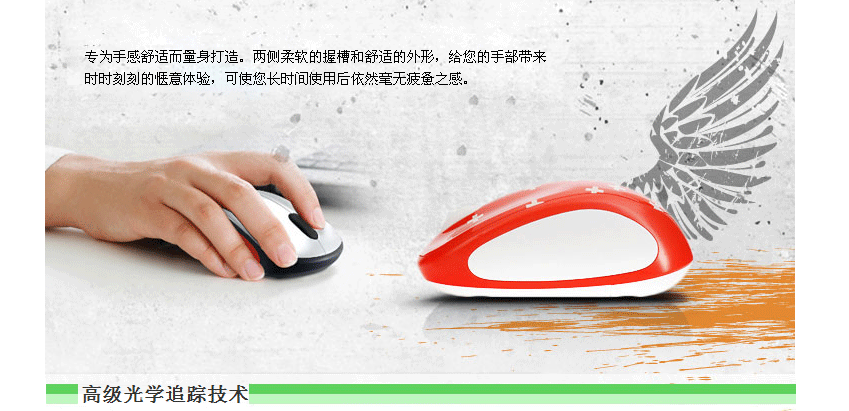 专为手感舒适而量身打造。两侧柔软的握槽和舒适的外形，给您的手部带来
时时刻刻的惬意体验，可使您长时间使用后依然毫无疲惫之感。
高级光学追踪技术